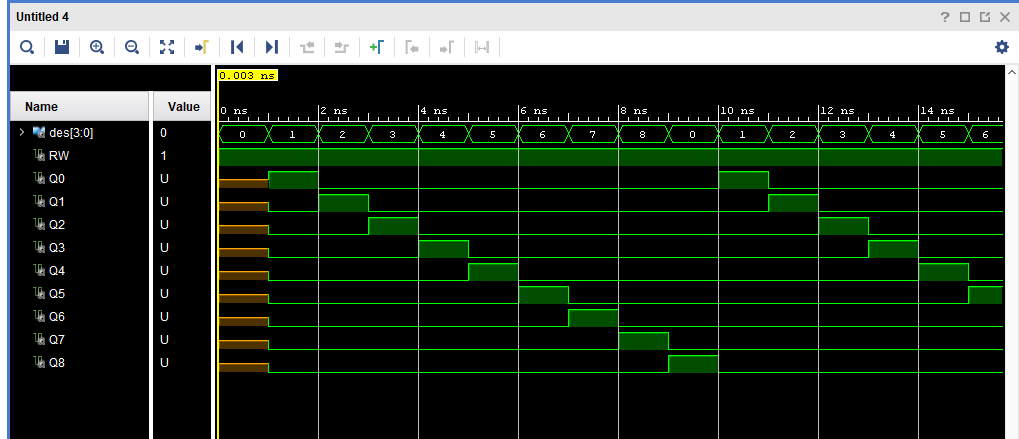 Untitled 4
?
0.003 ns
Name Value
0 ns 2 ns 4 ns 6 ns 8 ns 10 ns 12 ns 14 ns
des[3:0] 0 0 1 2 3 4 5 6 7 8 0 1 2 3 4 5 6
RW 1
Q0 U
Q1 U
Q2 U
Q3 U
Q4 U
Q5 U
Q6 U
Q7 U
Q8 U